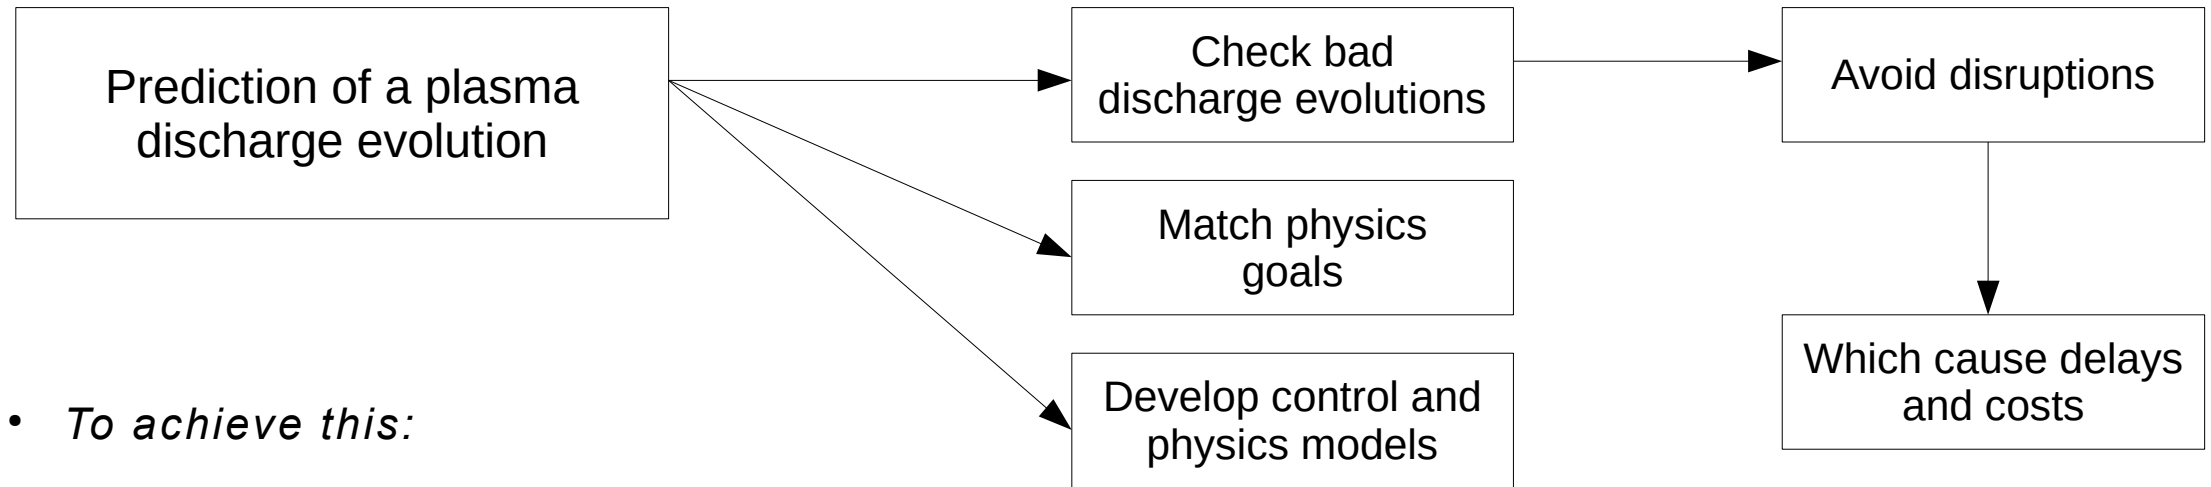 Prediction of a plasma
discharge evolution
Check bad
discharge evolutions
Avoid disruptions
Match physics
goals
Which cause delays
and costs
Develop control and
physics models
• To achieve this: